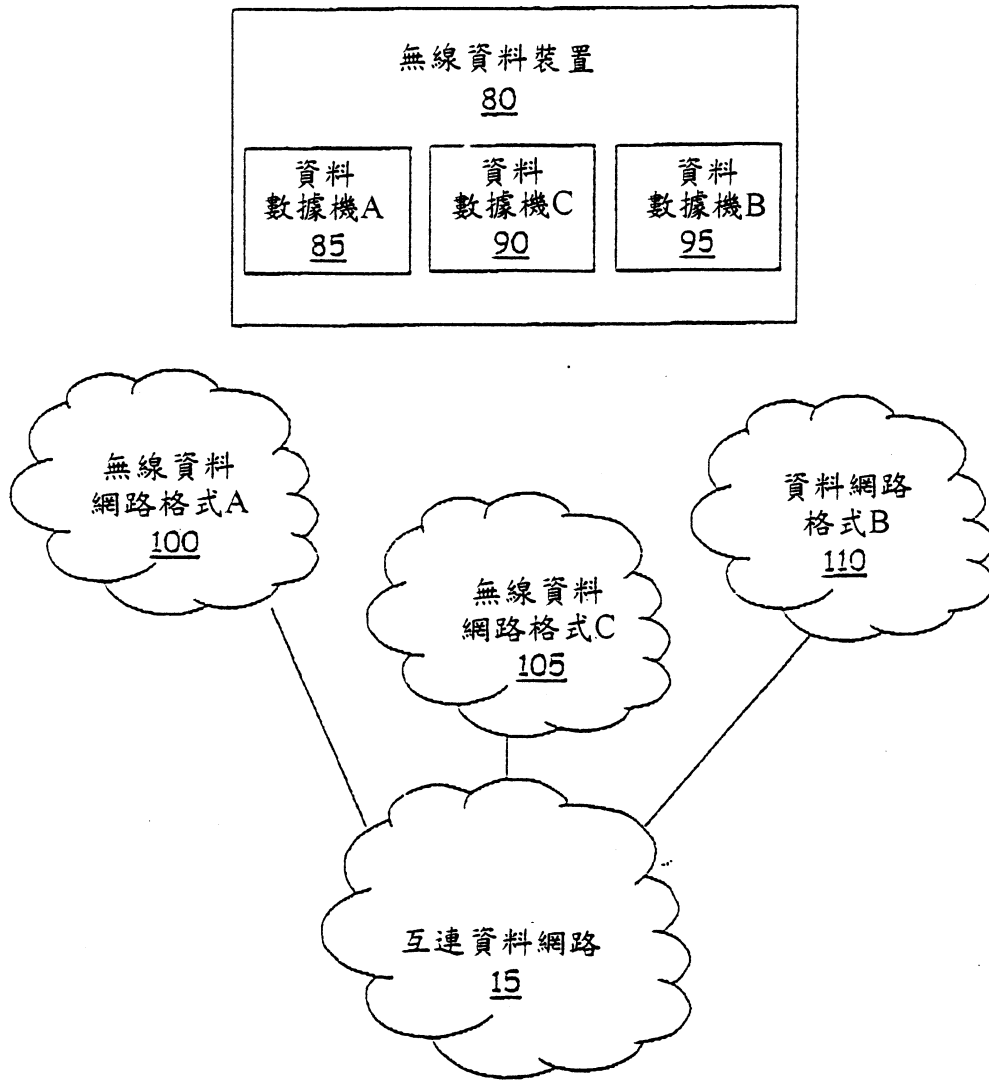 無線資料裝置
80
資料
數據機A
85
資料
數據機C
90
資料
數據機B
95
無線資料
網路格式A
100
無線資料
網路格式C
105
資料網路
格式B
110
互連資料網路
15